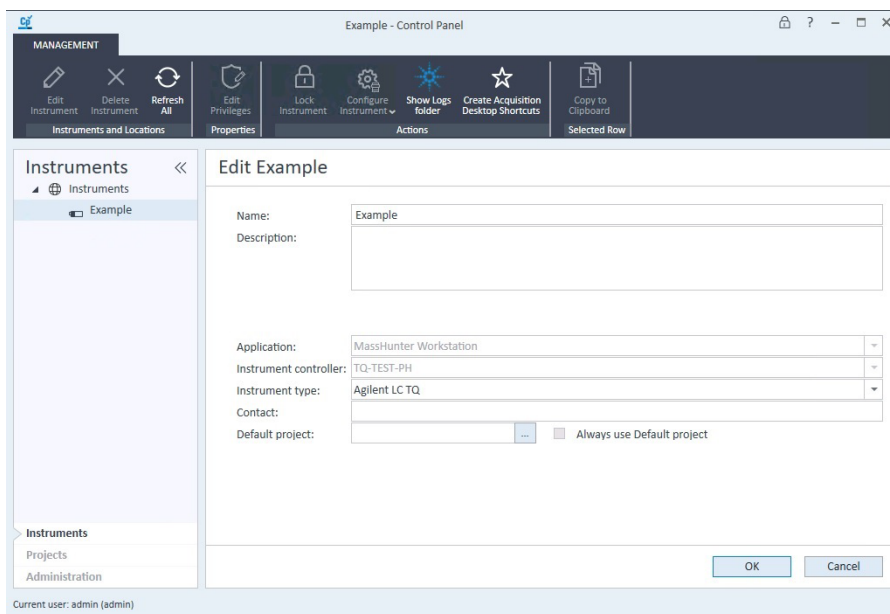 Cp
Example - Control Panel
?
MANAGEMENT
Edit
Instrument
Delete
Instrument
Refresh
All
Instruments and Locations
Edit
Privileges
Properties
Lock
Instrument
Configure
Instrument
Show Logs
folder
Create Acquisition
Desktop Shortcuts
Actions
Copy to
Clipboard
Selected Row
Instruments
Instruments
Example
Edit Example
Name: Example
Description:
Application: MassHunter Workstation
Instrument controller: TQ-TEST-PH
Instrument type: Agilent LC TQ
Contact:
Default project: ... Always use Default project
Instruments
Projects
Administration
OK Cancel
Current user: admin (admin)